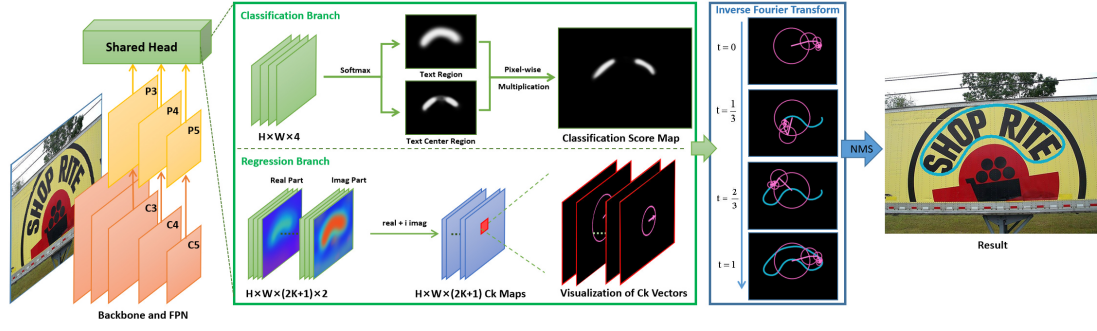 Shared Head
P3
P4
P5
C3
C4
C5
SHOP RITE
Backbone and FPN
Classification Branch
H×W×4
Softmax
Text Region
Text Center Region
Pixel-wise
Multiplication
Classification Score Map
Regression Branch
Real Part
Imag Part
H×W×(2K+1)×2
real + i imag
H×W×(2K+1) Ck Maps
Visualization of Ck Vectors
Inverse Fourier Transform
t = 0
t = 1/3
t = 2/3
t = 1
NMS
SHOP RITE
Result